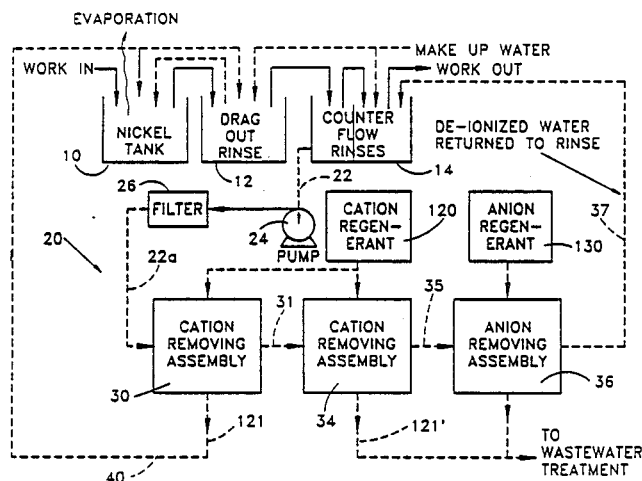 EVAPORATION
MAKE UP WATER
WORK IN
WORK OUT
NICKEL
TANK
DRAG
OUT
RINSE
COUNTER
FLOW
RINSES
DE-IONIZED WATER
RETURNED TO RINSE
10
12
14
26
22
FILTER
24
PUMP
CATION
REGEN-
ERANT
120
ANION
REGEN-
ERANT
130
37
20
22a
31
35
CATION
REMOVING
ASSEMBLY
CATION
REMOVING
ASSEMBLY
ANION
REMOVING
ASSEMBLY
30
34
36
121
121'
40
TO
WASTEWATER
TREATMENT